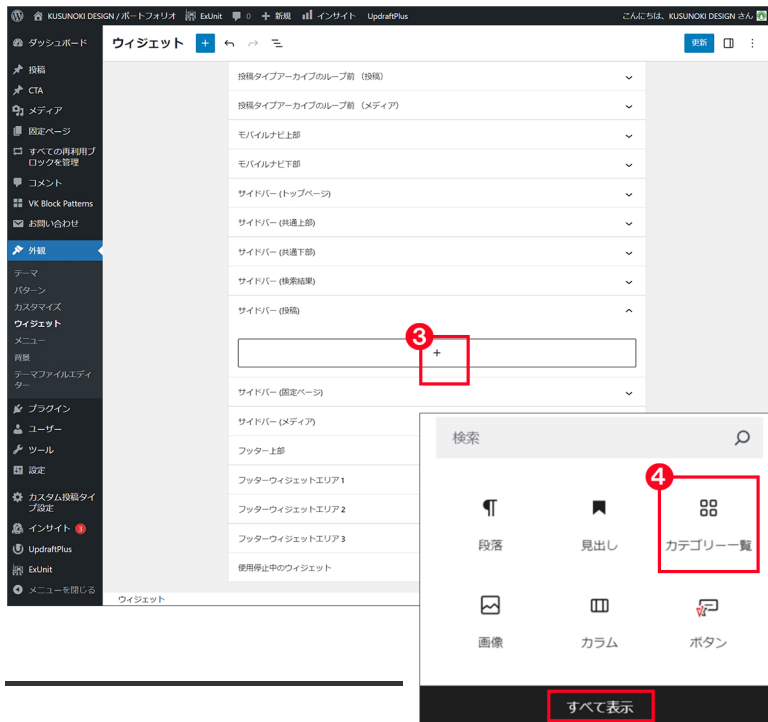 KUSUNOKI DESIGN / ポートフォリオ ExUnit 0 + 新規 インサイト UpdraftPlus こんにちは、KUSUNOKI DESIGN さん
ダッシュボード
投稿
CTA
メディア
固定ページ
すべての再利用ブ
ロックを管理
コメント
VK Block Patterns
お問い合わせ
外観
テーマ
パターン
カスタマイズ
ウィジェット
メニュー
背景
テーマファイルエディ
ター
プラグイン
ユーザー
ツール
設定
カスタム投稿タイ
プ設定
インサイト 3
UpdraftPlus
ExUnit
メニューを閉じる
ウィジェット + 更新
投稿タイプアーカイブのループ前（投稿）
投稿タイプアーカイブのループ前（メディア）
モバイルナビ上部
モバイルナビ下部
サイドバー (トップページ)
サイドバー (共通上部)
サイドバー (共通下部)
サイドバー (検索結果)
サイドバー (投稿)
3
+
サイドバー (固定ページ)
サイドバー (メディア)
フッター上部
フッターウィジェットエリア 1
フッターウィジェットエリア 2
フッターウィジェットエリア 3
使用停止中のウィジェット
ウィジェット
検索
4
段落 見出し カテゴリー一覧
画像 カラム ボタン
すべて表示